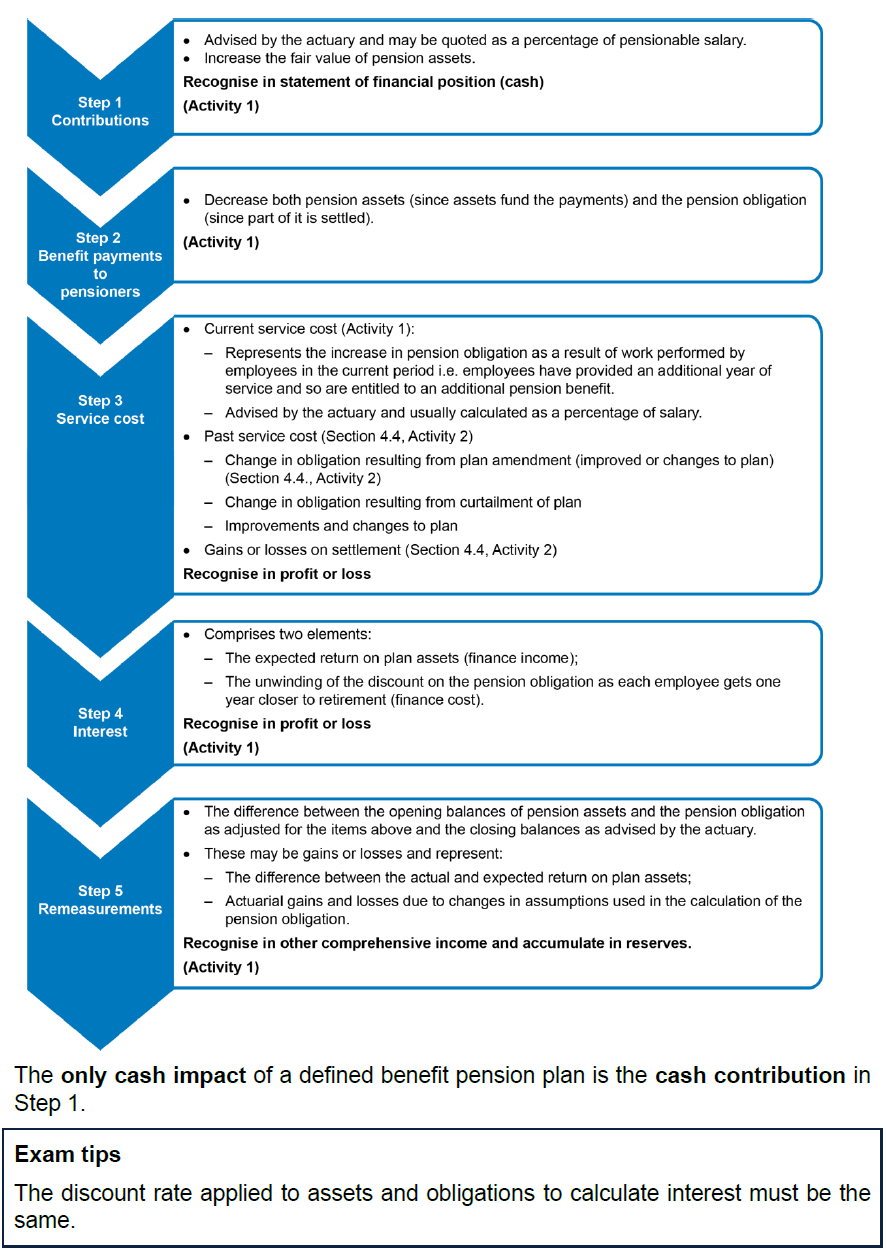 Step 1
Contributions
• Advised by the actuary and may be quoted as a percentage of pensionable salary.
• Increase the fair value of pension assets.
Recognise in statement of financial position (cash)
(Activity 1)
Step 2
Benefit payments
to
pensioners
• Decrease both pension assets (since assets fund the payments) and the pension obligation
(since part of it is settled).
(Activity 1)
Step 3
Service cost
• Current service cost (Activity 1):
– Represents the increase in pension obligation as a result of work performed by
employees in the current period i.e. employees have provided an additional year of
service and so are entitled to an additional pension benefit.
– Advised by the actuary and usually calculated as a percentage of salary.
• Past service cost (Section 4.4, Activity 2)
– Change in obligation resulting from plan amendment (improved or changes to plan)
(Section 4.4., Activity 2)
– Change in obligation resulting from curtailment of plan
– Improvements and changes to plan
• Gains or losses on settlement (Section 4.4, Activity 2)
Recognise in profit or loss
Step 4
Interest
• Comprises two elements:
– The expected return on plan assets (finance income);
– The unwinding of the discount on the pension obligation as each employee gets one
year closer to retirement (finance cost).
Recognise in profit or loss
(Activity 1)
Step 5
Remeasurements
• The difference between the opening balances of pension assets and the pension obligation
as adjusted for the items above and the closing balances as advised by the actuary.
• These may be gains or losses and represent:
– The difference between the actual and expected return on plan assets;
– Actuarial gains and losses due to changes in assumptions used in the calculation of the
pension obligation.
Recognise in other comprehensive income and accumulate in reserves.
(Activity 1)
The only cash impact of a defined benefit pension plan is the cash contribution in
Step 1.
Exam tips
The discount rate applied to assets and obligations to calculate interest must be the
same.